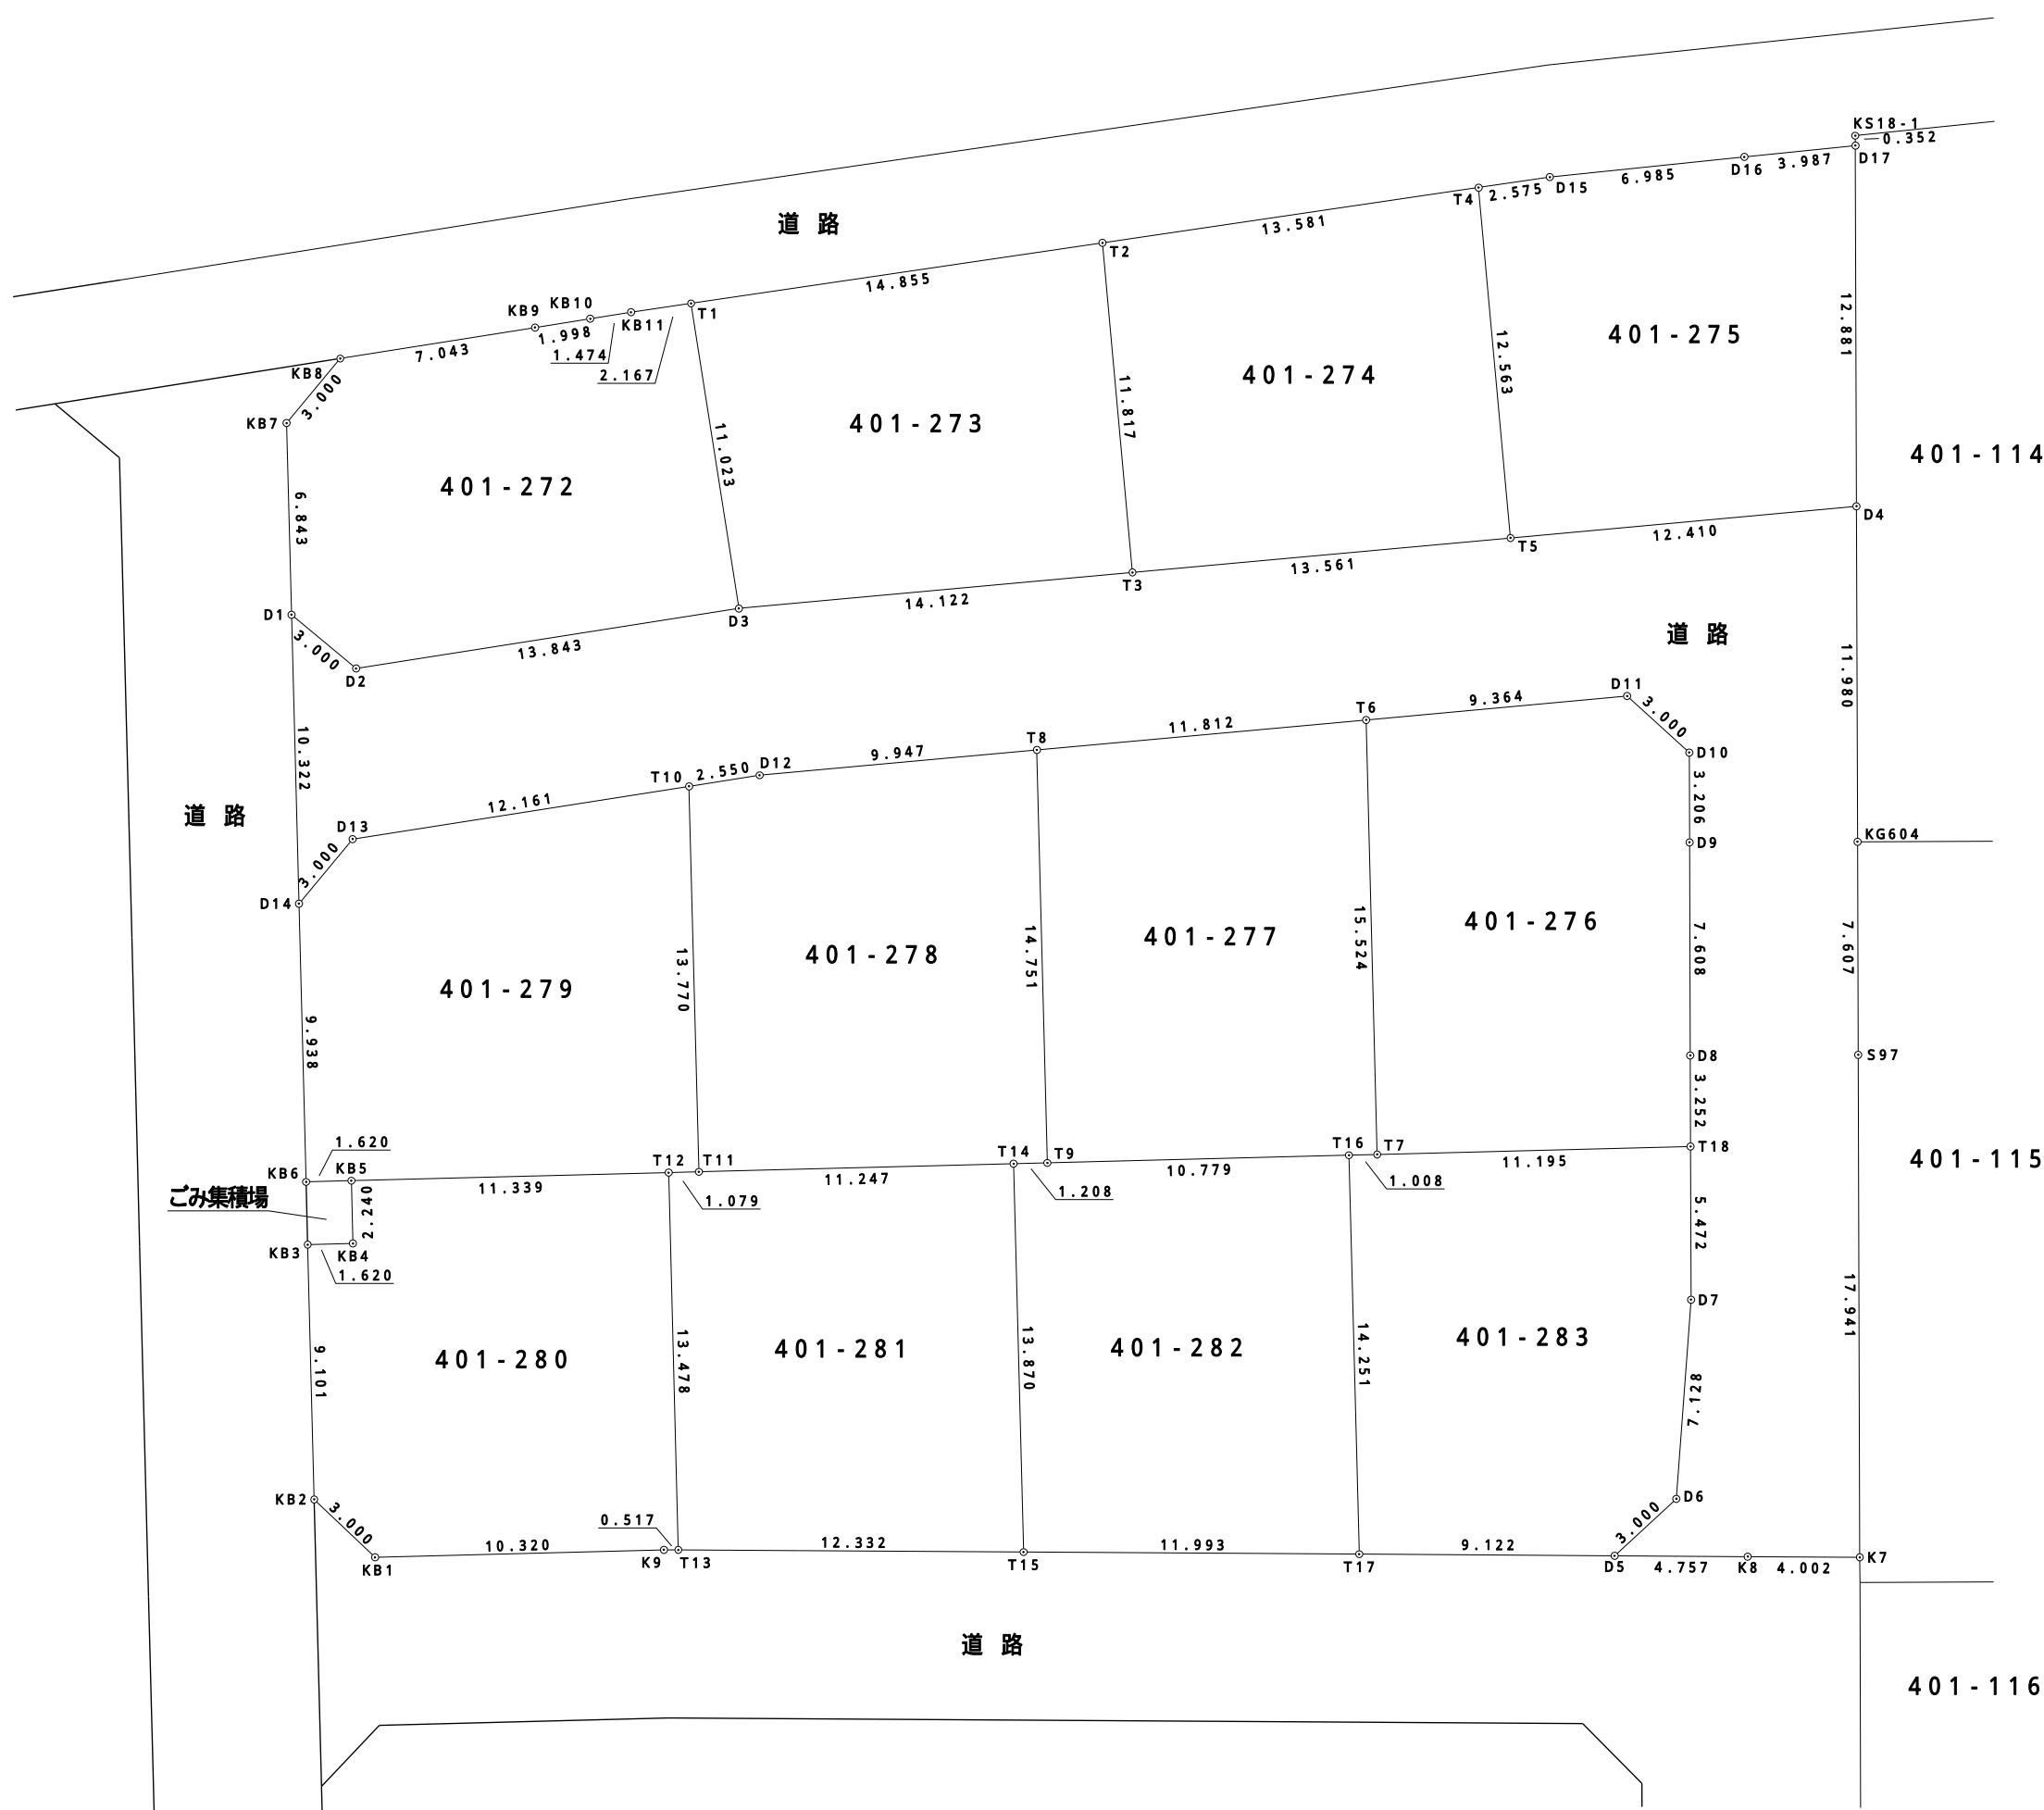 KS18-1
0.352
D17
D16
3.987
D15
6.985
T4
2.575
道 路
T2
13.581
14.855
KB9
KB10
KB11
T1
1.998
1.474
2.167
7.043
KB8
3.000
KB7
12.881
12.563
401-275
401-274
11.817
401-273
11.023
401-272
6.843
401-114
D4
T5
12.410
T3
13.561
D3
14.122
D1
3.000
D2
13.843
道 路
11.980
D11
3.000
D10
T6
9.364
T8
11.812
D12
9.947
T10
2.550
12.161
D13
3.000
D14
10.322
道 路
3.206
D9
KG604
7.608
7.607
401-276
15.524
401-277
14.751
401-278
13.770
401-279
9.938
D8
S97
3.252
T18
401-115
T7
T16
11.195
1.008
10.779
T9
T14
1.208
11.247
T11
T12
1.079
11.339
KB5
1.620
KB6
ごみ集積場
2.240
KB3
KB4
1.620
5.472
D7
17.941
401-283
14.251
401-282
13.870
401-281
13.478
401-280
9.101
7.128
D6
3.000
KB2
3.000
KB1
10.320
0.517
K9
T13
12.332
T15
11.993
T17
9.122
D5
4.757
K8
4.002
K7
道 路
401-116